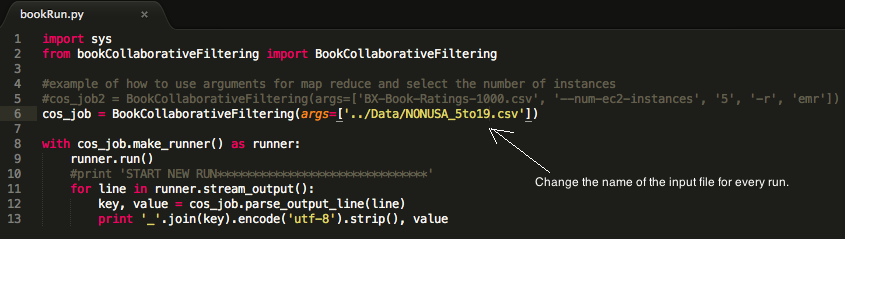 bookRun.py ×
1 import sys
2 from bookCollaborativeFiltering import BookCollaborativeFiltering
3
4 #example of how to use arguments for map reduce and select the number of instances
5 #cos_job2 = BookCollaborativeFiltering(args=['BX-Book-Ratings-1000.csv', '--num-ec2-instances', '5', '-r', 'emr'])
6 cos_job = BookCollaborativeFiltering(args=['../Data/NONUSA_5to19.csv'])
7
8 with cos_job.make_runner() as runner:
9     runner.run()
10     #print 'START NEW RUN******************************'
11     for line in runner.stream_output():
12         key, value = cos_job.parse_output_line(line)
13         print '_'.join(key).encode('utf-8').strip(), value
Change the name of the input file for every run.